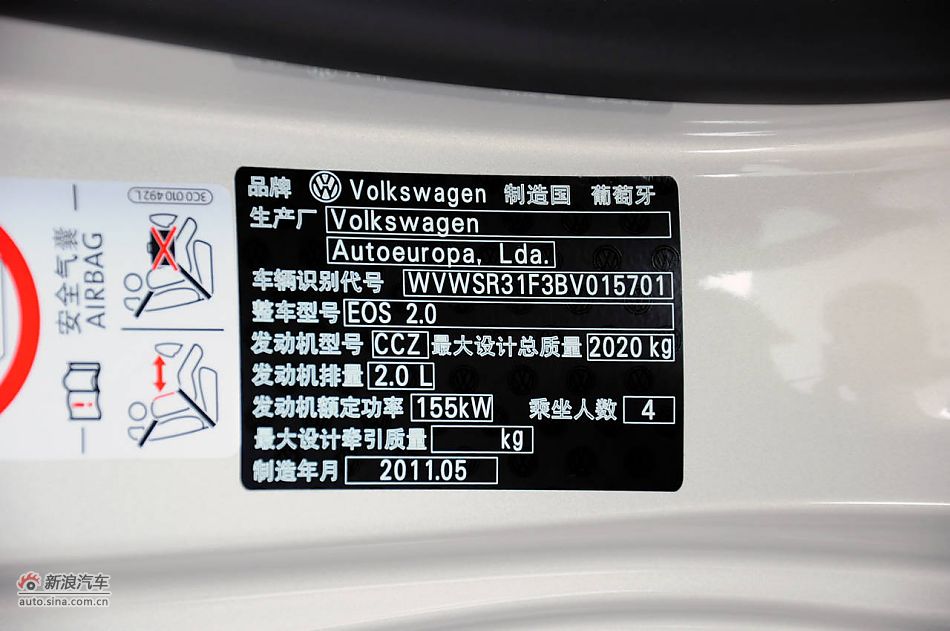 品牌 Volkswagen 制造国 葡萄牙
生产厂 Volkswagen
Autoeuropa, Lda.
车辆识别代号 WVWSR31F3BV015701
整车型号 EOS 2.0
发动机型号 CCZ 最大设计总质量 2020 kg
发动机排量 2.0 L
发动机额定功率 155kW 乘坐人数 4
最大设计牵引质量 kg
制造年月 2011.05
3C0 010 492 L
安全气囊
AIRBAG
新浪汽车
auto.sina.com.cn